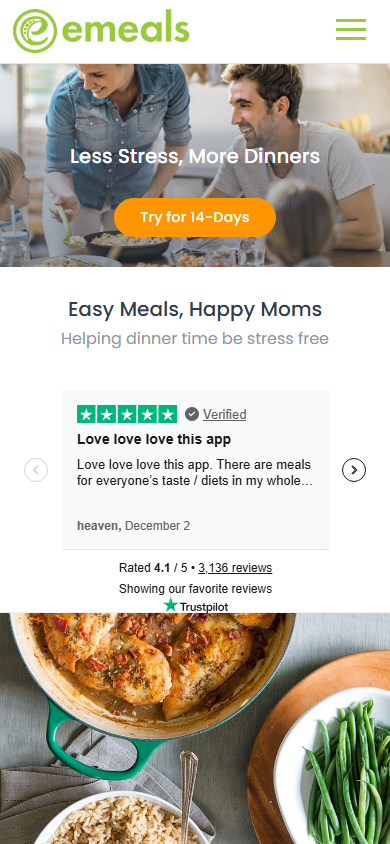 emeals
Less Stress, More Dinners
Try for 14-Days
Easy Meals, Happy Moms
Helping dinner time be stress free
Verified
Love love love this app
Love love love this app. There are meals
for everyone's taste / diets in my whole...
heaven, December 2
Rated 4.1 / 5 • 3,136 reviews
Showing our favorite reviews
Trustpilot